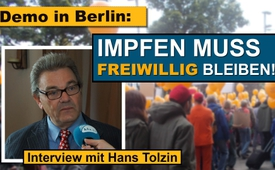 Demo in Berlin:
IMPFEN MUSS
FREIWILLIG BLEIBEN!
Interview mit Hans Tolzin